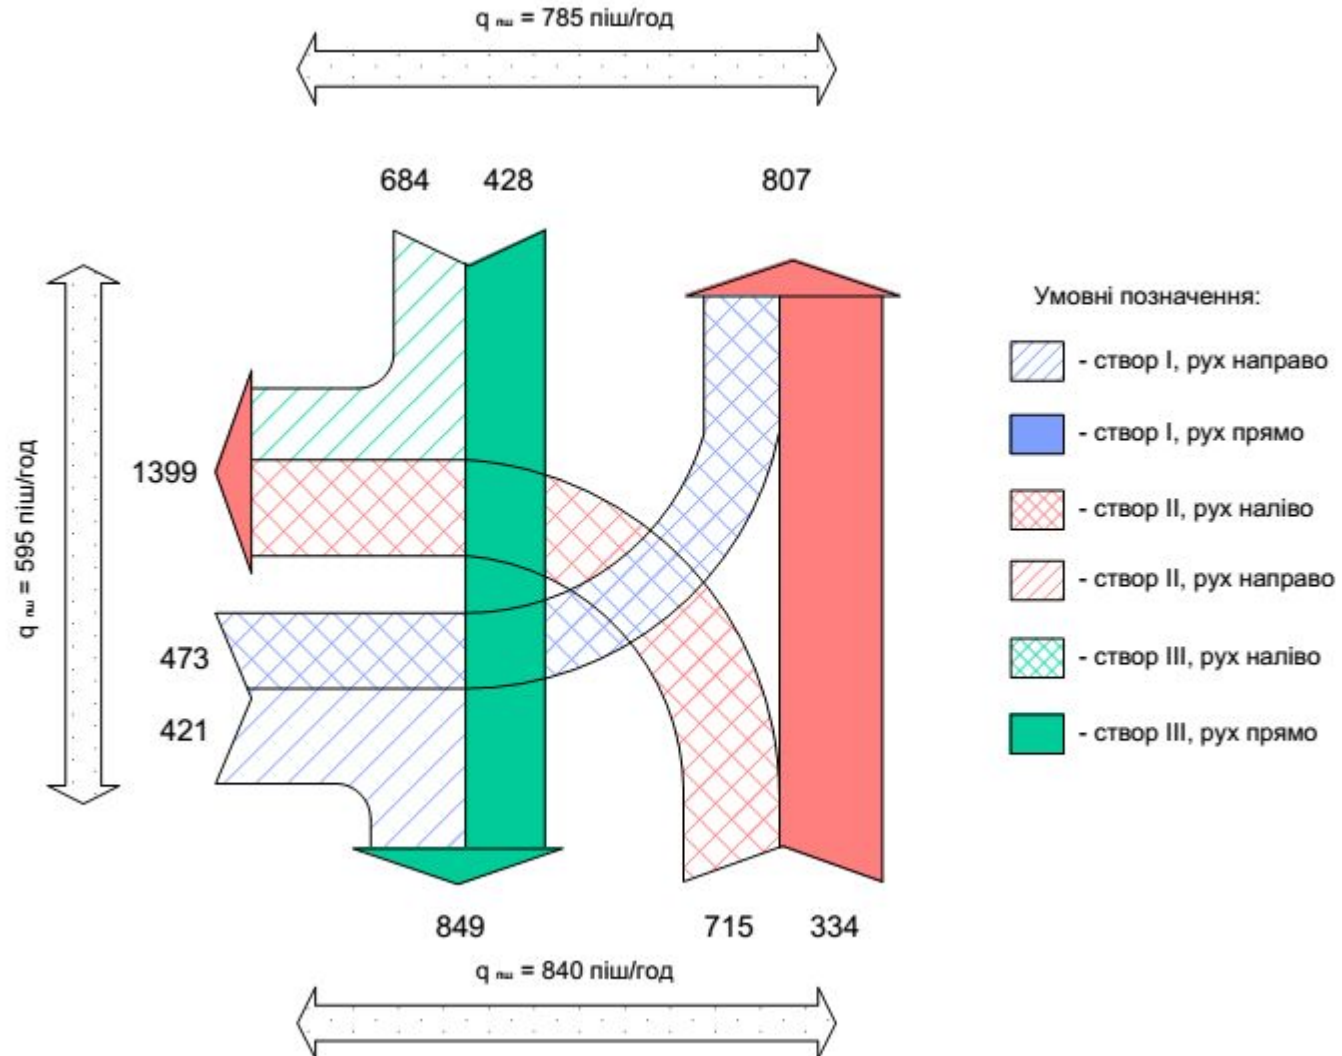 q пш = 785 піш/год
684 428 807
Умовні позначення:
- створ I, рух направо
- створ I, рух прямо
1399
- створ II, рух наліво
q пш = 595 піш/год
- створ II, рух направо
473
- створ III, рух наліво
421
- створ III, рух прямо
849 715 334
q пш = 840 піш/год